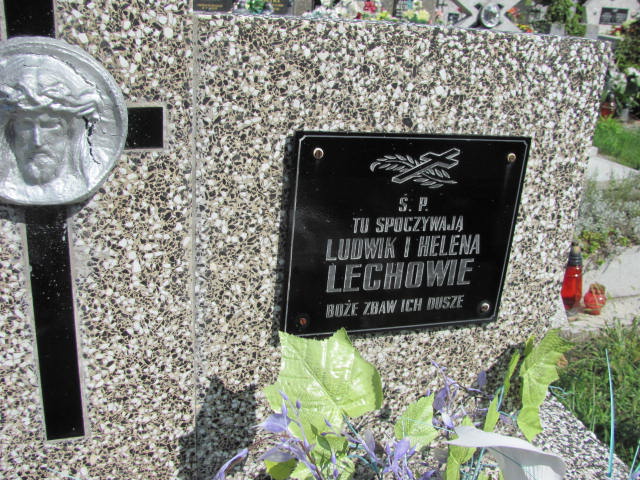 Ś. P.
TU SPOCZYWAJĄ
LUDWIK I HELENA
LECHOWIE
BOŻE ZBAW ICH DUSZE